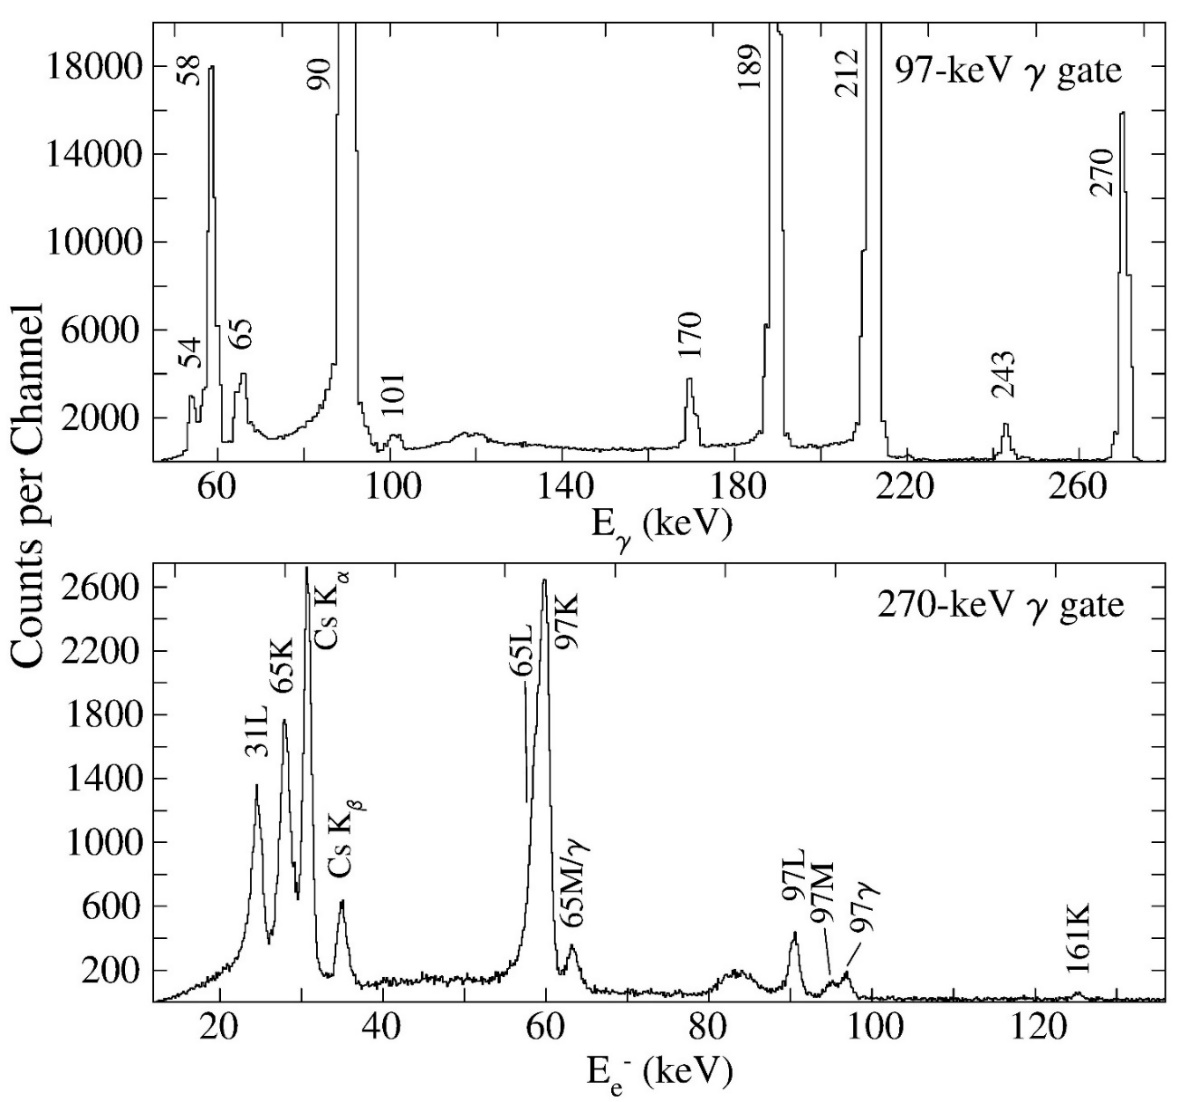 Counts per Channel
97-keV γ gate
18000
14000
10000
6000
2000
54
58
65
90
101
170
189
212
243
270
60 100 140 180 220 260
Eγ (keV)
270-keV γ gate
2600
2200
1800
1400
1000
600
200
31L
65K
Cs Kα
Cs Kβ
65L
97K
65M/γ
97L
97M
97γ
161K
20 40 60 80 100 120
Ee- (keV)